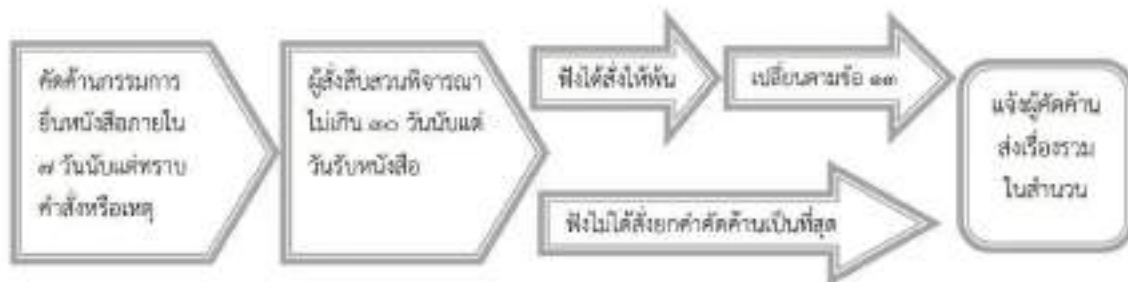 คัดค้านกรรมการ
ยื่นหนังสือภายใน
๗ วันนับแต่ทราบ
คำสั่งหรือเหตุ
ผู้สั่งสืบสวนพิจารณา
ไม่เกิน ๓๐ วันนับแต่
วันรับหนังสือ
ฟังได้สั่งให้พ้น
เปลี่ยนตามข้อ ๑๓
ฟังไม่ได้สั่งยกคำคัดค้านเป็นที่สุด
แจ้งผู้คัดค้าน
ส่งเรื่องรวม
ในสำนวน